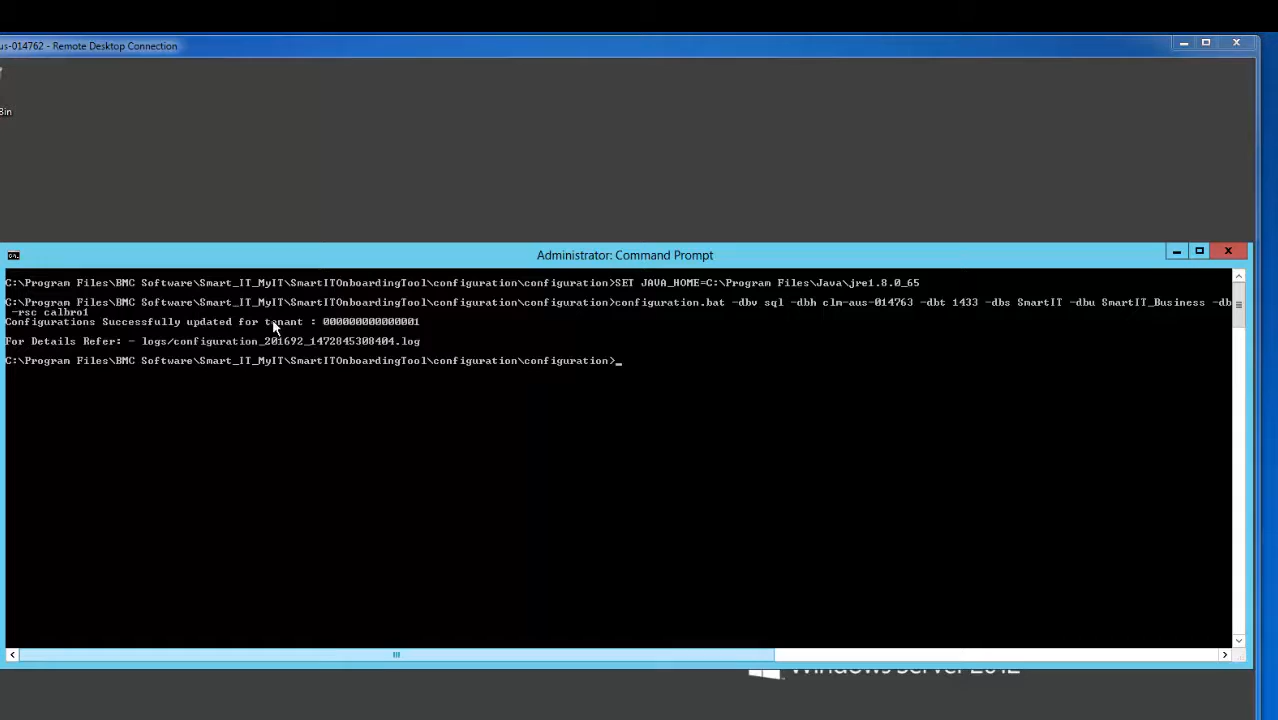 us-014762 - Remote Desktop Connection
Bin
Administrator: Command Prompt
C:\Program Files\BMC Software\Smart_IT_MyIT\SmartITOnboardingTool\configuration\configuration>SET JAVA_HOME=C:\Program Files\Java\jre1.8.0_65
C:\Program Files\BMC Software\Smart_IT_MyIT\SmartITOnboardingTool\configuration\configuration>configuration.bat -dbv sql -dbh clm-aus-014763 -dbt 1433 -dbs SmartIT -dbu SmartIT_Business -db
-rsc calbro1
Configurations Successfully updated for tenant : 000000000000001
For Details Refer: - logs/configuration_201692_1472845308404.log
C:\Program Files\BMC Software\Smart_IT_MyIT\SmartITOnboardingTool\configuration\configuration>_
Windows Server 2012